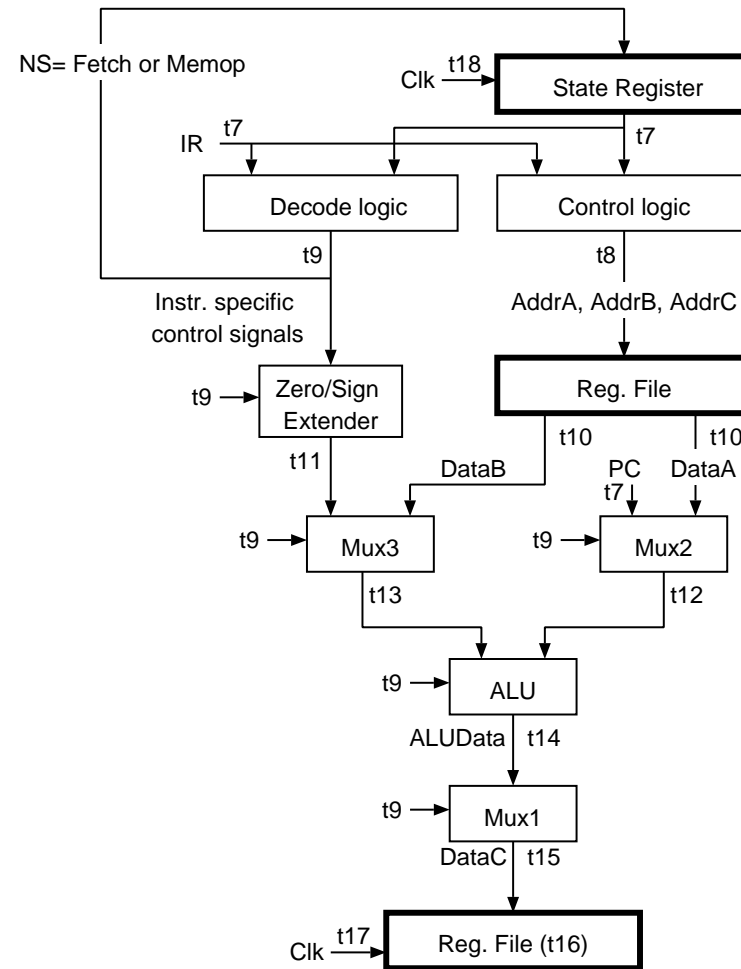 NS= Fetch or Memop
Clk
t18
State Register
IR
t7
t7
Decode logic
Control logic
t9
t8
Instr. specific
control signals
AddrA, AddrB, AddrC
t9
Zero/Sign
Extender
Reg. File
t10
t10
t11
DataB
PC
DataA
t7
t9
Mux3
t9
Mux2
t13
t12
t9
ALU
ALUData
t14
t9
Mux1
DataC
t15
Clk
t17
Reg. File (t16)